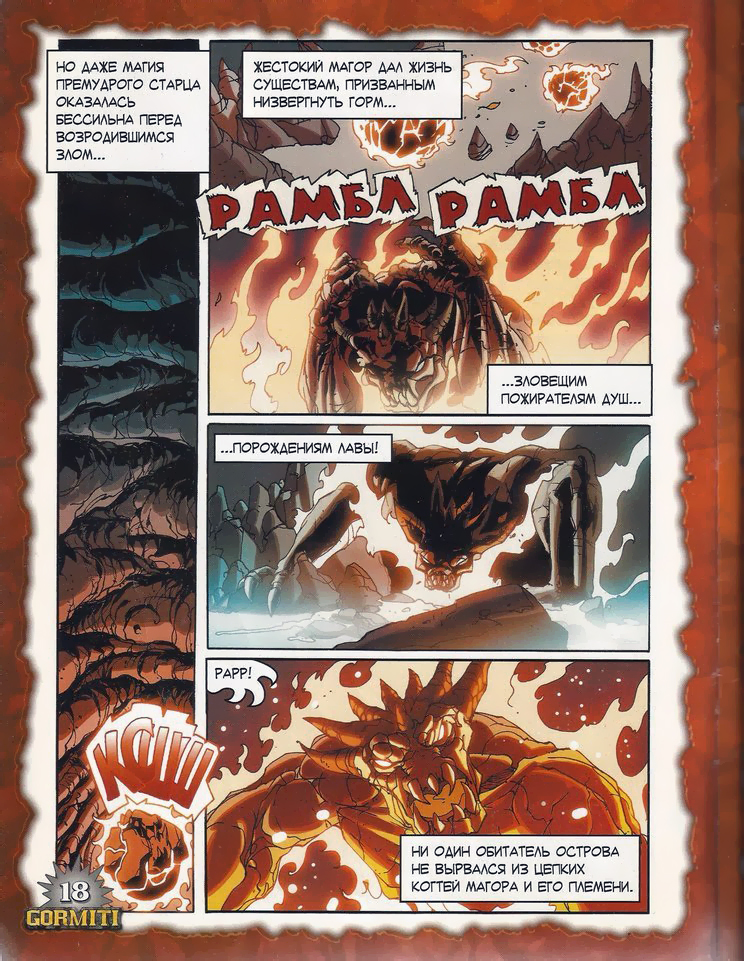 НО ДАЖЕ МАГИЯ
ПРЕМУДРОГО СТАРЦА
ОКАЗАЛАСЬ
БЕССИЛЬНА ПЕРЕД
ВОЗРОДИВШИМСЯ
ЗЛОМ...
ЖЕСТОКИЙ МАГОР ДАЛ ЖИЗНЬ
СУЩЕСТВАМ, ПРИЗВАННЫМ
НИЗВЕРГНУТЬ ГОРМ...
РАМБЛ РАМБЛ
...ЗЛОВЕЩИМ
ПОЖИРАТЕЛЯМ ДУШ...
...ПОРОЖДЕНИЯМ ЛАВЫ!
РАРР!
НИ ОДИН ОБИТАТЕЛЬ ОСТРОВА
НЕ ВЫРВАЛСЯ ИЗ ЦЕПКИХ
КОГТЕЙ МАГОРА И ЕГО ПЛЕМЕНИ.
18
GORMITI